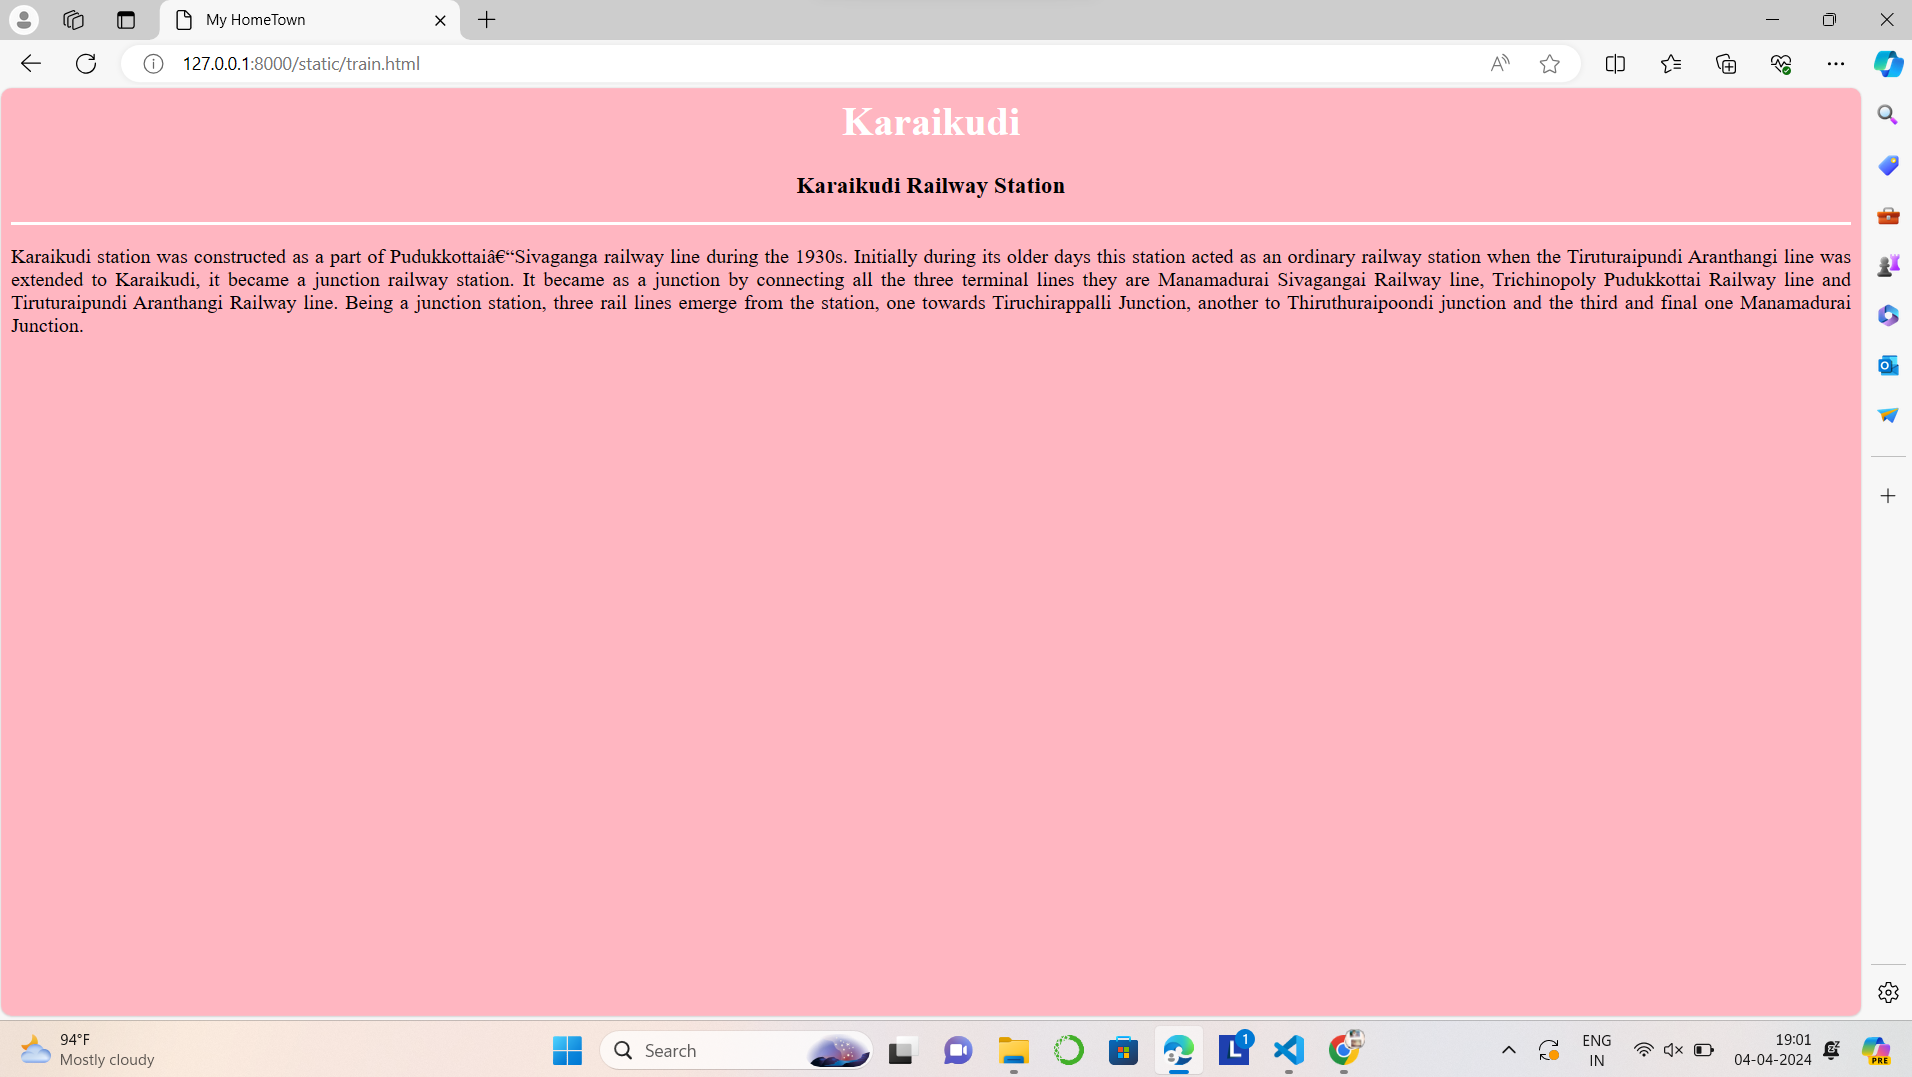 My HomeTown
127.0.0.1:8000/static/train.html
Karaikudi
Karaikudi Railway Station
Karaikudi station was constructed as a part of Pudukkottaiâ€“Sivaganga railway line during the 1930s. Initially during its older days this station acted as an ordinary railway station when the Tiruturaipundi Aranthangi line was
extended to Karaikudi, it became a junction railway station. It became as a junction by connecting all the three terminal lines they are Manamadurai Sivagangai Railway line, Trichinopoly Pudukkottai Railway line and
Tiruturaipundi Aranthangi Railway line. Being a junction station, three rail lines emerge from the station, one towards Tiruchirappalli Junction, another to Thiruthuraipoondi junction and the third and final one Manamadurai
Junction.
94°F
Mostly cloudy
Search
1
ENG
IN
19:01
04-04-2024
PRE